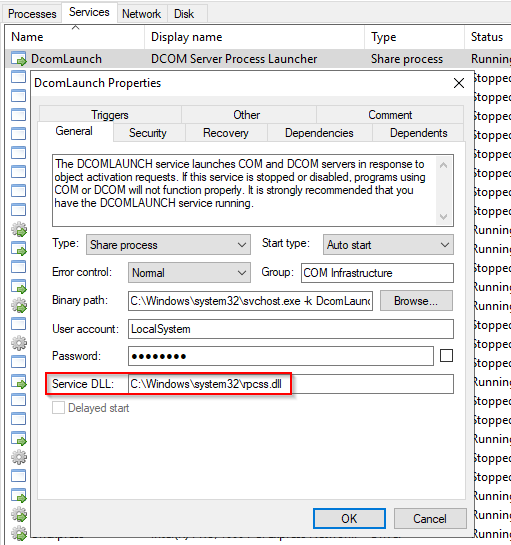 Processes Services Network Disk
Name Display name Type Status
DcomLaunch DCOM Server Process Launcher Share process Running
DcomLaunch Properties
Triggers Other Comment
General Security Recovery Dependencies Dependents
The DCOMLAUNCH service launches COM and DCOM servers in response to
object activation requests. If this service is stopped or disabled, programs using
COM or DCOM will not function properly. It is strongly recommended that you
have the DCOMLAUNCH service running.
Type: Share process Start type: Auto start
Error control: Normal Group: COM Infrastructure
Binary path: C:\Windows\system32\svchost.exe -k DcomLaunc Browse...
User account: LocalSystem
Password: ●●●●●●●●
Service DLL: C:\Windows\system32\rpcss.dll
Delayed start
OK Cancel
Stopped
Stopped
Stopped
Stopped
Stopped
Stopped
Stopped
Stopped
Running
Running
Stopped
Running
Running
Stopped
Stopped
Stopped
Stopped
Stopped
Stopped
Stopped
Stopped
Stopped
Running
Stopped
Running
Running